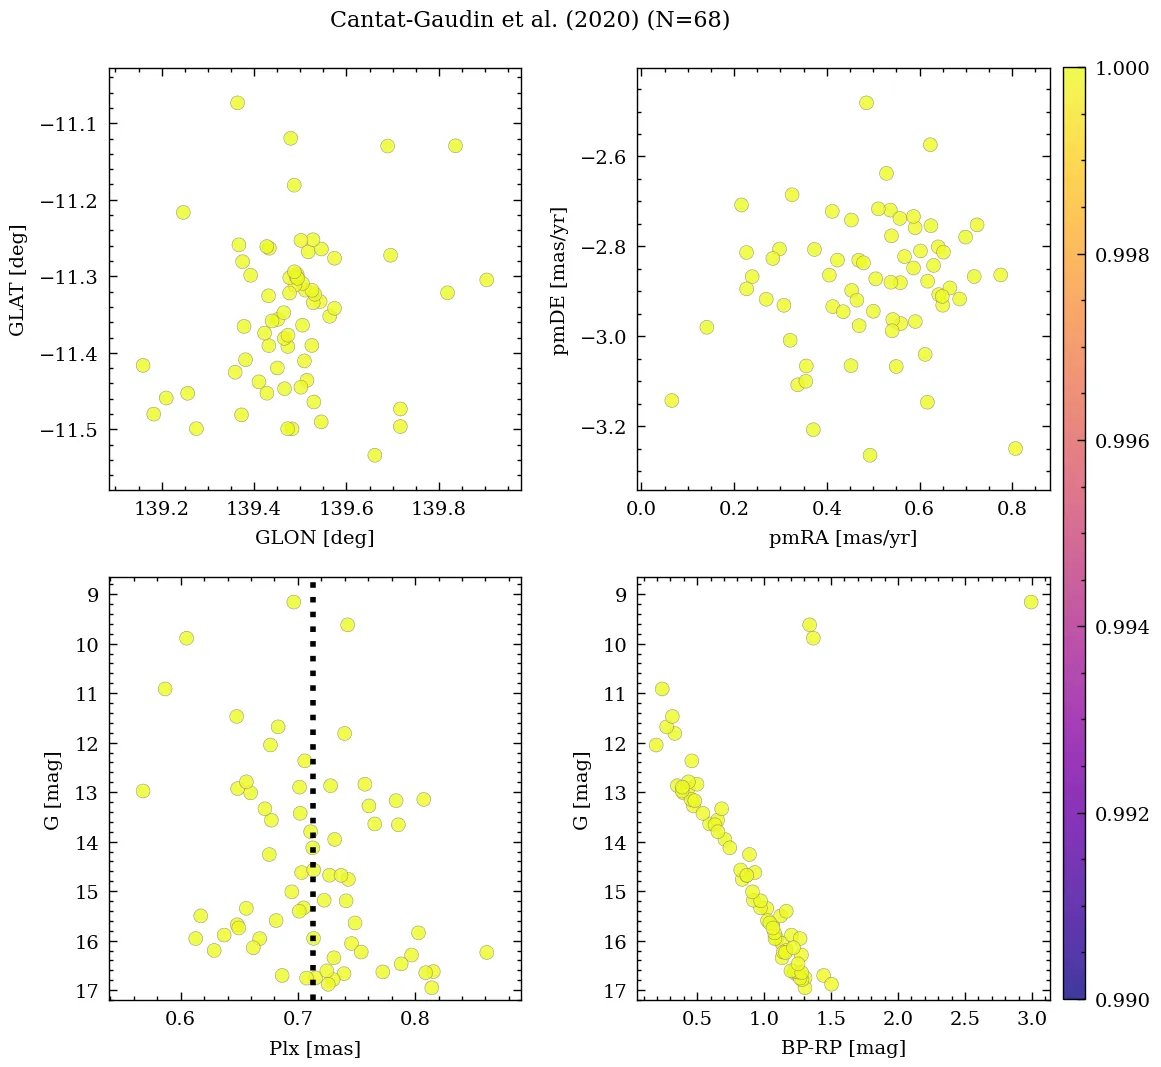 Cantat-Gaudin et al. (2020) (N=68)
−11.1
−11.2
−11.3
−11.4
−11.5
GLAT [deg]
139.2 139.4 139.6 139.8
GLON [deg]
−2.6
−2.8
−3.0
−3.2
pmDE [mas/yr]
0.0 0.2 0.4 0.6 0.8
pmRA [mas/yr]
1.000
0.998
0.996
0.994
0.992
0.990
9
10
11
12
13
14
15
16
17
G [mag]
0.6 0.7 0.8
Plx [mas]
9
10
11
12
13
14
15
16
17
G [mag]
0.5 1.0 1.5 2.0 2.5 3.0
BP-RP [mag]